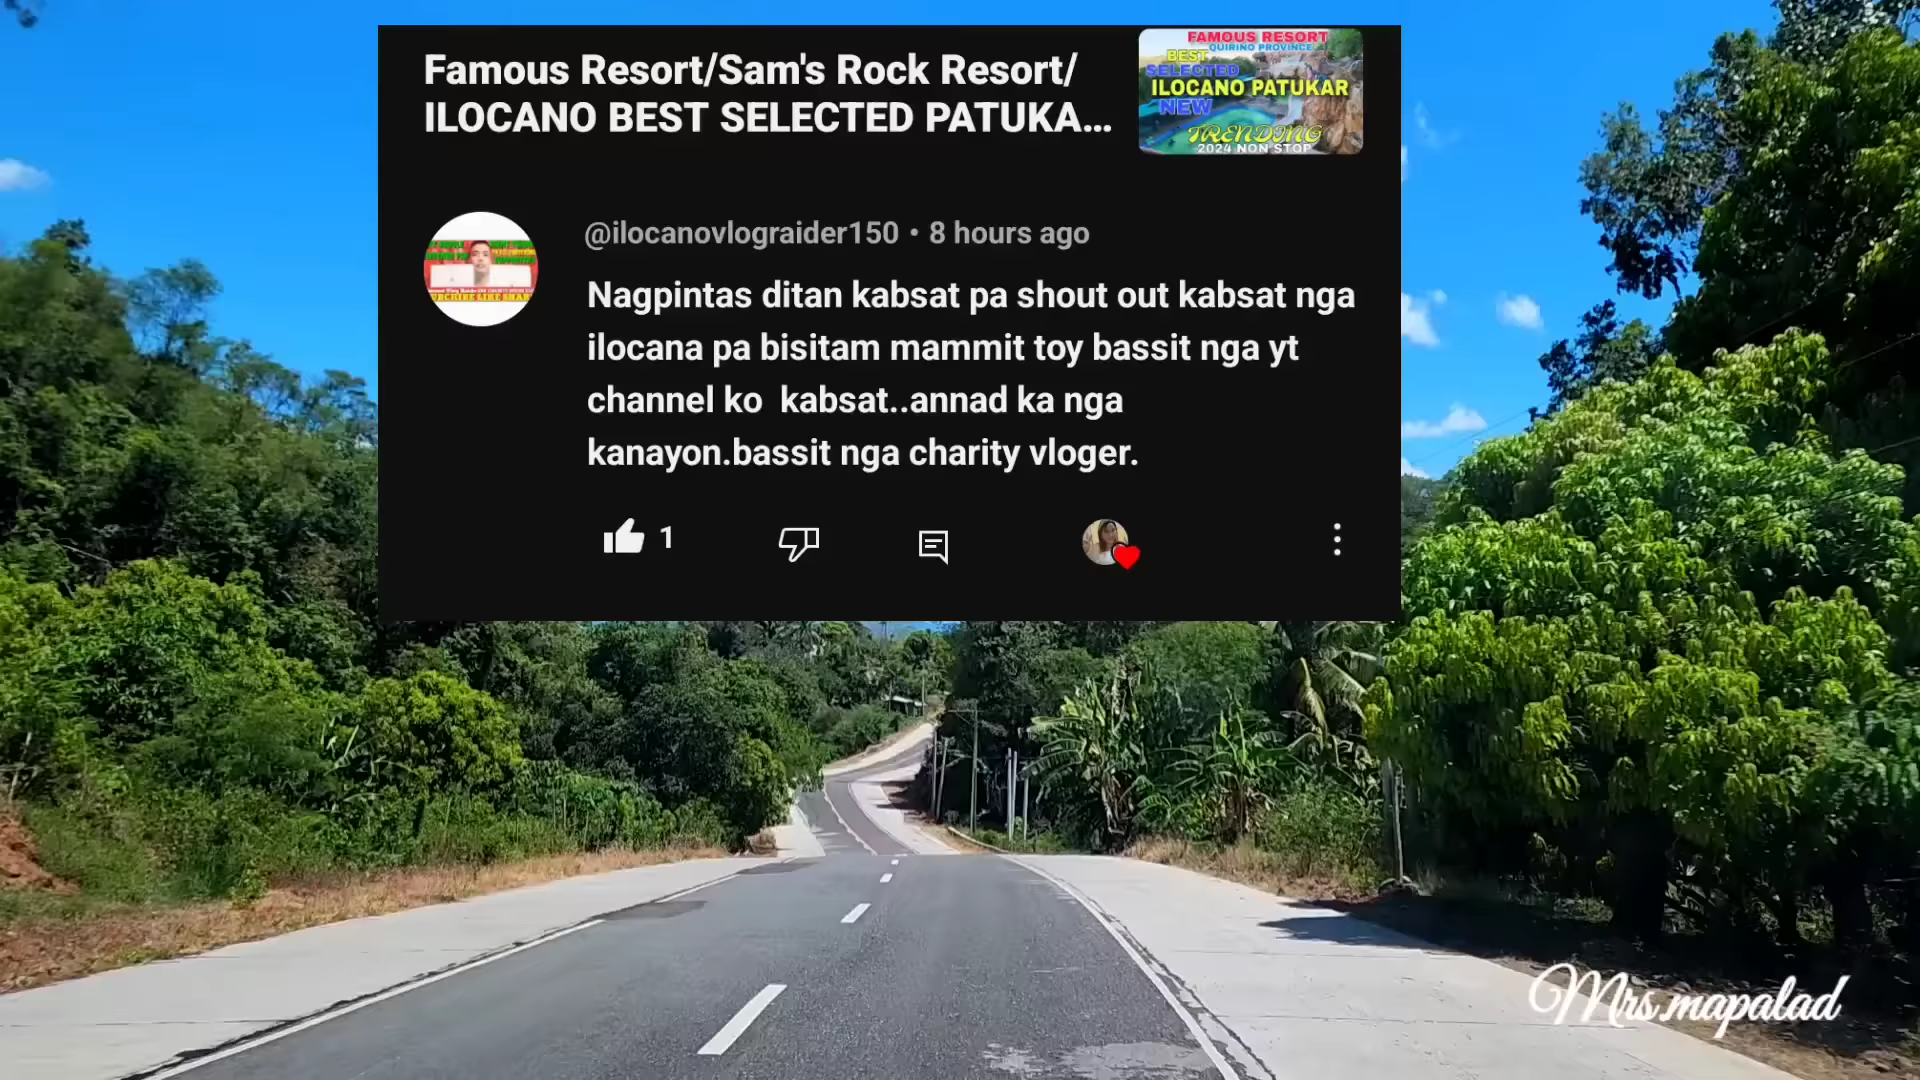 Famous Resort/Sam's Rock Resort/
ILOCANO BEST SELECTED PATUKA...
FAMOUS RESORT
QUIRINO PROVINCE
BEST
SELECTED
ILOCANO PATUKAR
NEW
TRENDING
2024 NON STOP
@ilocanovlograider150 • 8 hours ago
Nagpintas ditan kabsat pa shout out kabsat nga
ilocana pa bisitam mammit toy bassit nga yt
channel ko  kabsat..annad ka nga
kanayon.bassit nga charity vloger.
1
Mrs.mapalad